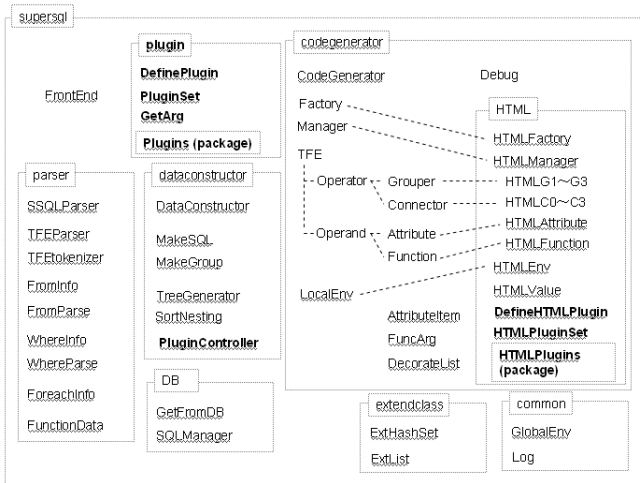 supersql
FrontEnd
plugin
DefinePlugin
PluginSet
GetArg
Plugins (package)
parser
SSQLParser
TFEParser
TFEtokenizer
FromInfo
FromParse
WhereInfo
WhereParse
ForeachInfo
FunctionData
dataconstructor
DataConstructor
MakeSQL
MakeGroup
TreeGenerator
SortNesting
PluginController
DB
GetFromDB
SQLManager
codegenerator
CodeGenerator
Debug
Factory
Manager
TFE
Operator
Grouper
Connector
Operand
Attribute
Function
LocalEnv
AttributeItem
FuncArg
DecorateList
HTML
HTMLFactory
HTMLManager
HTMLG1～G3
HTMLC0～C3
HTMLAttribute
HTMLFunction
HTMLEnv
HTMLValue
DefineHTMLPlugin
HTMLPluginSet
HTMLPlugins
(package)
extendclass
ExtHashSet
ExtList
common
GlobalEnv
Log